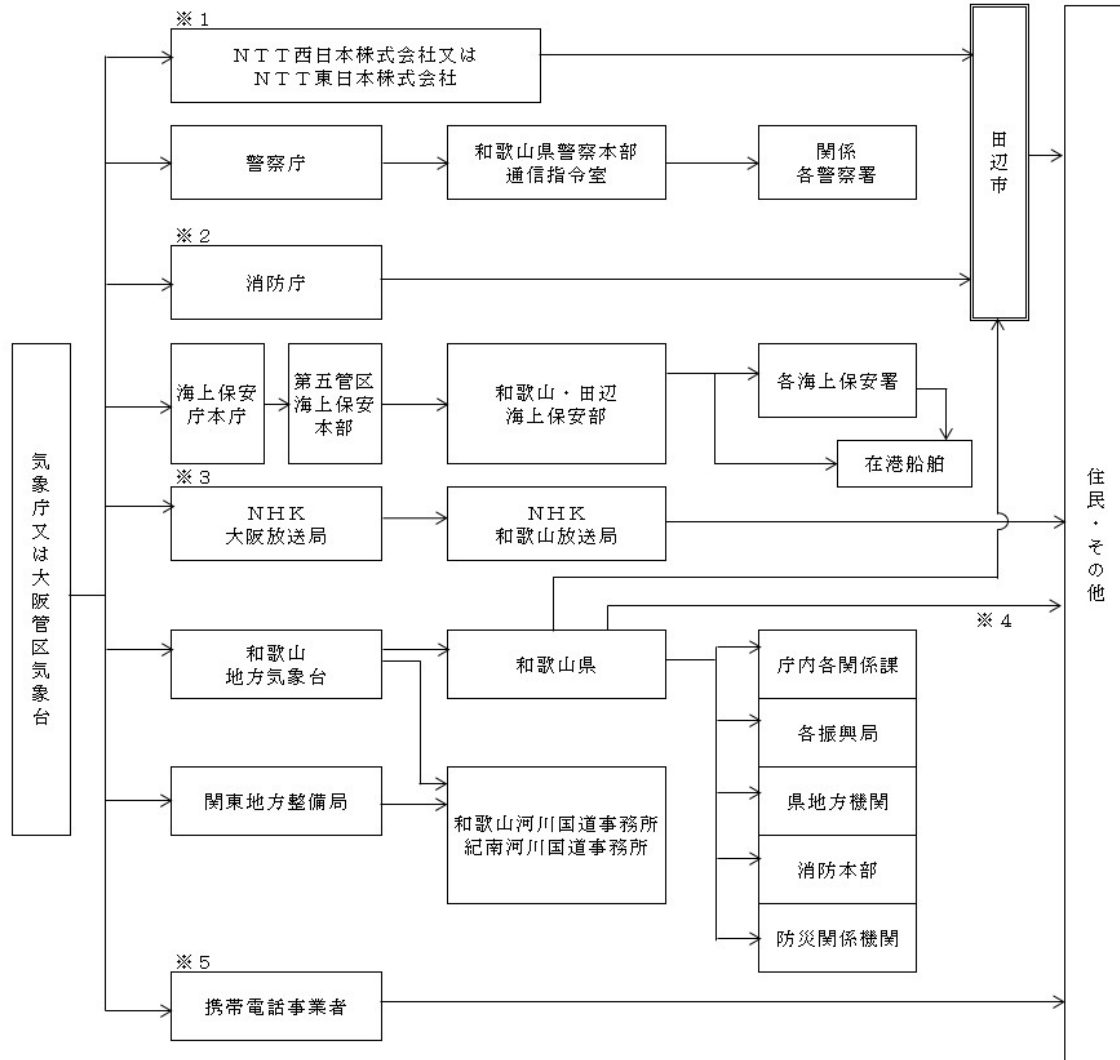 ※１
ＮＴＴ西日本株式会社又は
ＮＴＴ東日本株式会社
警察庁
和歌山県警察本部
通信指令室
関係
各警察署
田辺市
※２
消防庁
海上保安
庁本庁
第五管区
海上保安
本部
和歌山・田辺
海上保安部
各海上保安署
在港船舶
気象庁又は大阪管区気象台
※３
ＮＨＫ
大阪放送局
ＮＨＫ
和歌山放送局
住民・その他
※４
和歌山
地方気象台
和歌山県
庁内各関係課
各振興局
関東地方整備局
和歌山河川国道事務所
紀南河川国道事務所
県地方機関
消防本部
防災関係機関
※５
携帯電話事業者